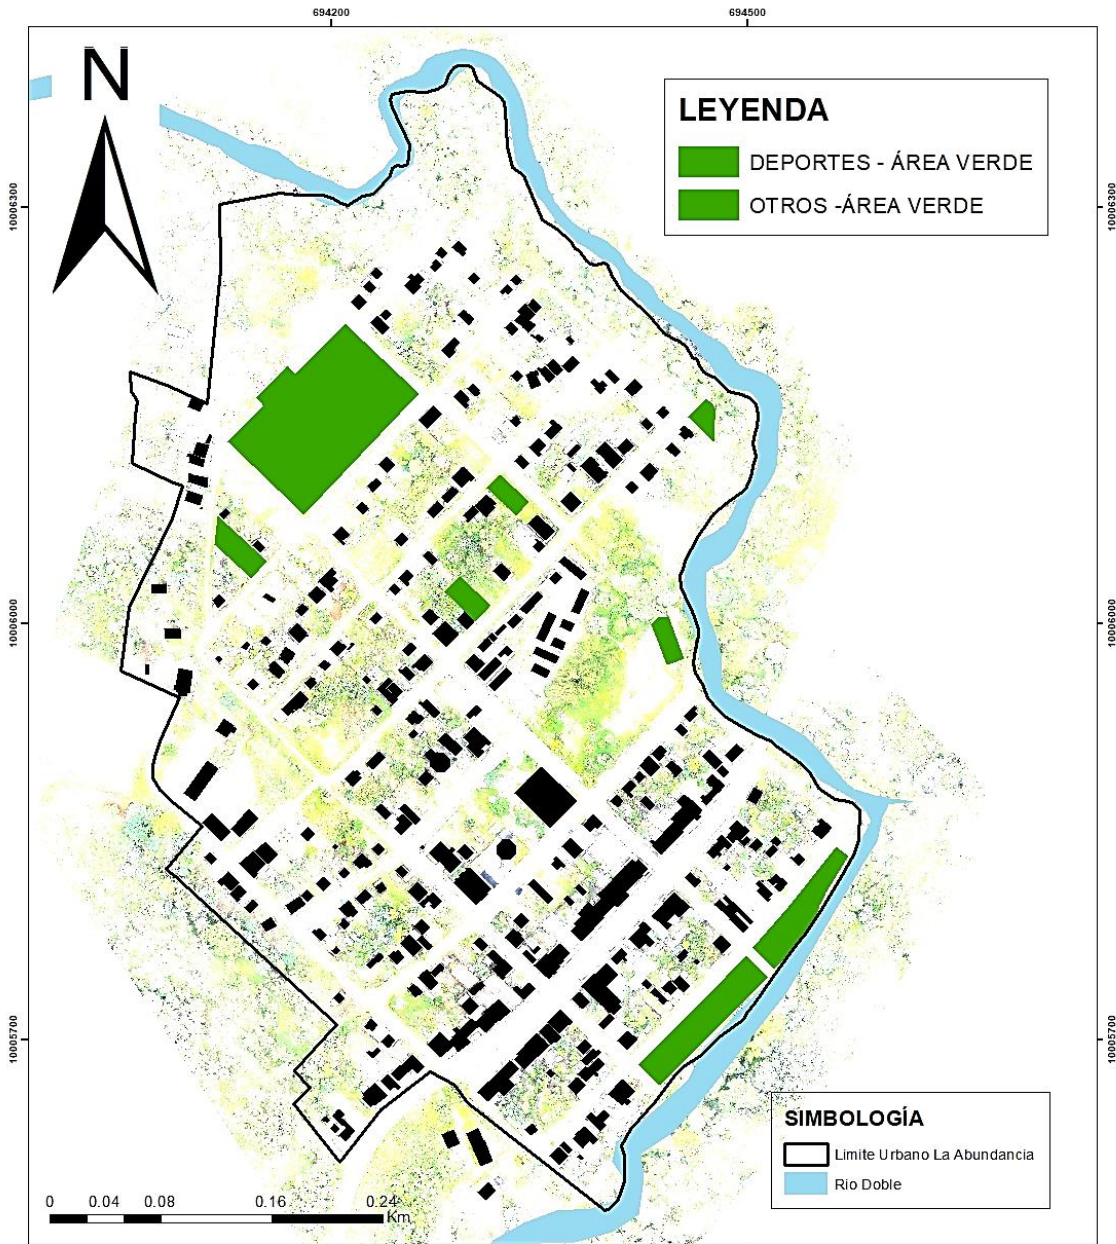 694200
694500
N
LEYENDA
DEPORTES - ÁREA VERDE
OTROS -ÁREA VERDE
10006300
10006300
10006000
10006000
10005700
10005700
SIMBOLOGÍA
Limite Urbano La Abundancia
Rio Doble
0 0.04 0.08 0.16 0.24
Km